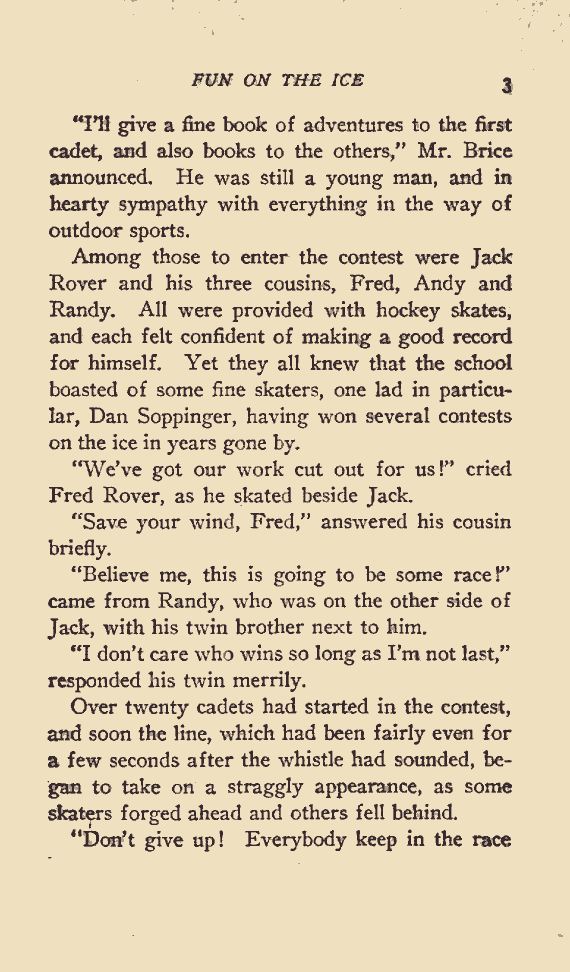 FUN ON THE ICE 3
"I'll give a fine book of adventures to the first
cadet, and also books to the others," Mr. Brice
announced. He was still a young man, and in
hearty sympathy with everything in the way of
outdoor sports.
Among those to enter the contest were Jack
Rover and his three cousins, Fred, Andy and
Randy. All were provided with hockey skates,
and each felt confident of making a good record
for himself. Yet they all knew that the school
boasted of some fine skaters, one lad in particu-
lar, Dan Soppinger, having won several contests
on the ice in years gone by.
"We've got our work cut out for us!" cried
Fred Rover, as he skated beside Jack.
"Save your wind, Fred," answered his cousin
briefly.
"Believe me, this is going to be some race!"
came from Randy, who was on the other side of
Jack, with his twin brother next to him.
"I don't care who wins so long as I'm not last,"
responded his twin merrily.
Over twenty cadets had started in the contest,
and soon the line, which had been fairly even for
a few seconds after the whistle had sounded, be-
gan to take on a straggly appearance, as some
skaters forged ahead and others fell behind.
"Don't give up! Everybody keep in the race